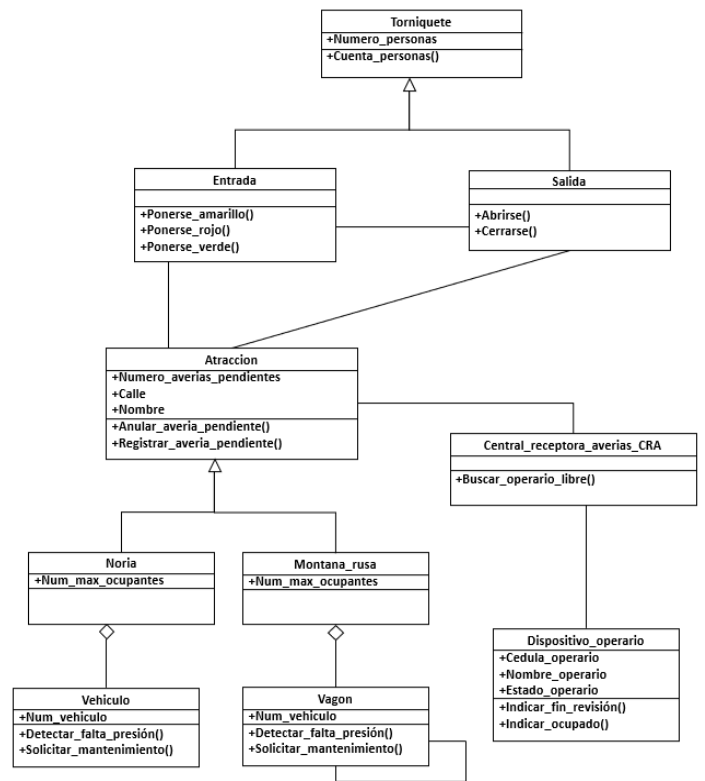 Torniquete
+Numero_personas
+Cuenta_personas()
Entrada
+Ponerse_amarillo()
+Ponerse_rojo()
+Ponerse_verde()
Salida
+Abrirse()
+Cerrarse()
Atraccion
+Numero_averias_pendientes
+Calle
+Nombre
+Anular_averia_pendiente()
+Registrar_averia_pendiente()
Central_receptora_averias_CRA
+Buscar_operario_libre()
Noria
+Num_max_ocupantes
Montana_rusa
+Num_max_ocupantes
Dispositivo_operario
+Cedula_operario
+Nombre_operario
+Estado_operario
+Indicar_fin_revisión()
+Indicar_ocupado()
Vehiculo
+Num_vehiculo
+Detectar_falta_presión()
+Solicitar_mantenimiento()
Vagon
+Num_vehiculo
+Detectar_falta_presión()
+Solicitar_mantenimiento()